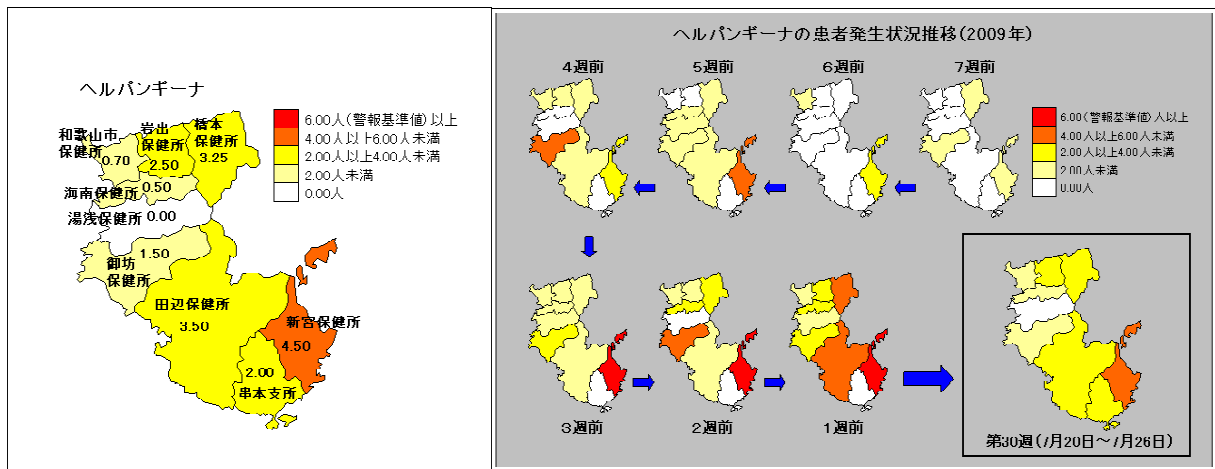 ヘルパンギーナ
6.00人(警報基準値)以上
4.00人以上6.00人未満
2.00人以上4.00人未満
2.00人未満
0.00人
和歌山市
保健所
0.70
岩出
保健所
2.50
橋本
保健所
3.25
海南保健所
0.50
湯浅保健所
0.00
御坊
保健所
1.50
田辺保健所
3.50
新宮保健所
4.50
2.00
串本支所
ヘルパンギーナの患者発生状況推移(2009年)
4週前
5週前
6週前
7週前
6.00(警報基準値)人以上
4.00人以上6.00人未満
2.00人以上4.00人未満
2.00人未満
0.00人
3週前
2週前
1週前
第30週(7月20日～7月26日)